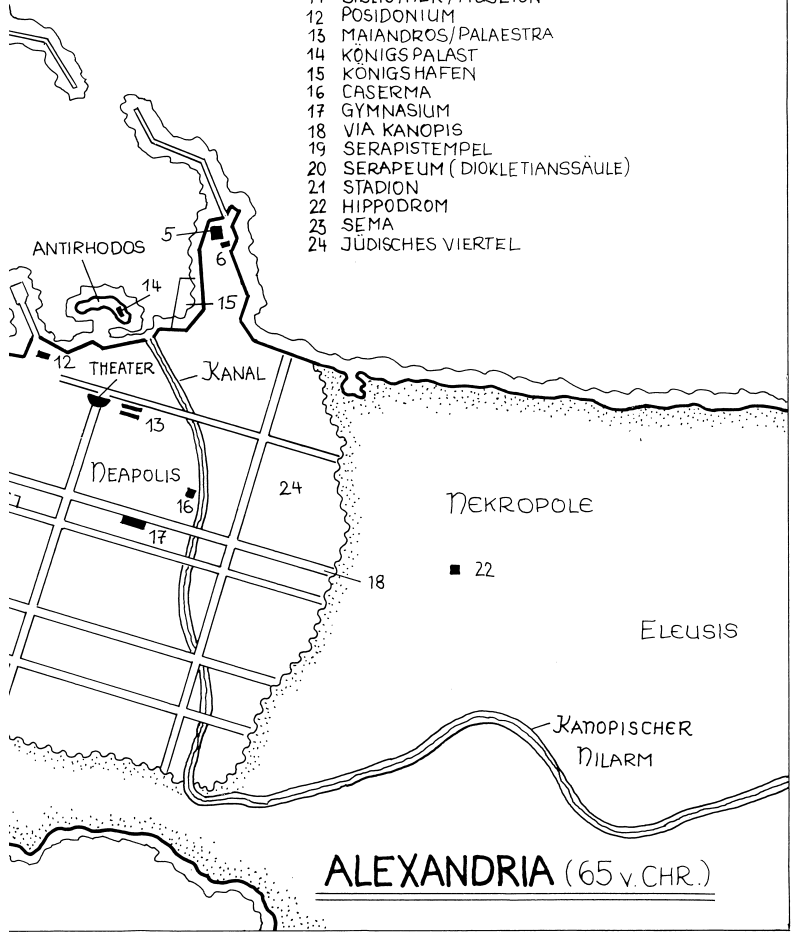 12 POSIDONIUM
13 MAIANDROS/PALAESTRA
14 KÖNIGSPALAST
15 KÖNIGSHAFEN
16 CASERMA
17 GYMNASIUM
18 VIA KANOPIS
19 SERAPISTEMPEL
20 SERAPEUM (DIOKLETIANSSÄULE)
21 STADION
22 HIPPODROM
23 SEMA
24 JÜDISCHES VIERTEL
5
6
ANTIRHODOS
14
15
12
THEATER
KANAL
13
NEAPOLIS
16
24
17
NEKROPOLE
18
22
ELEUSIS
KANOPISCHER
NILARM
ALEXANDRIA (65 v. CHR.)